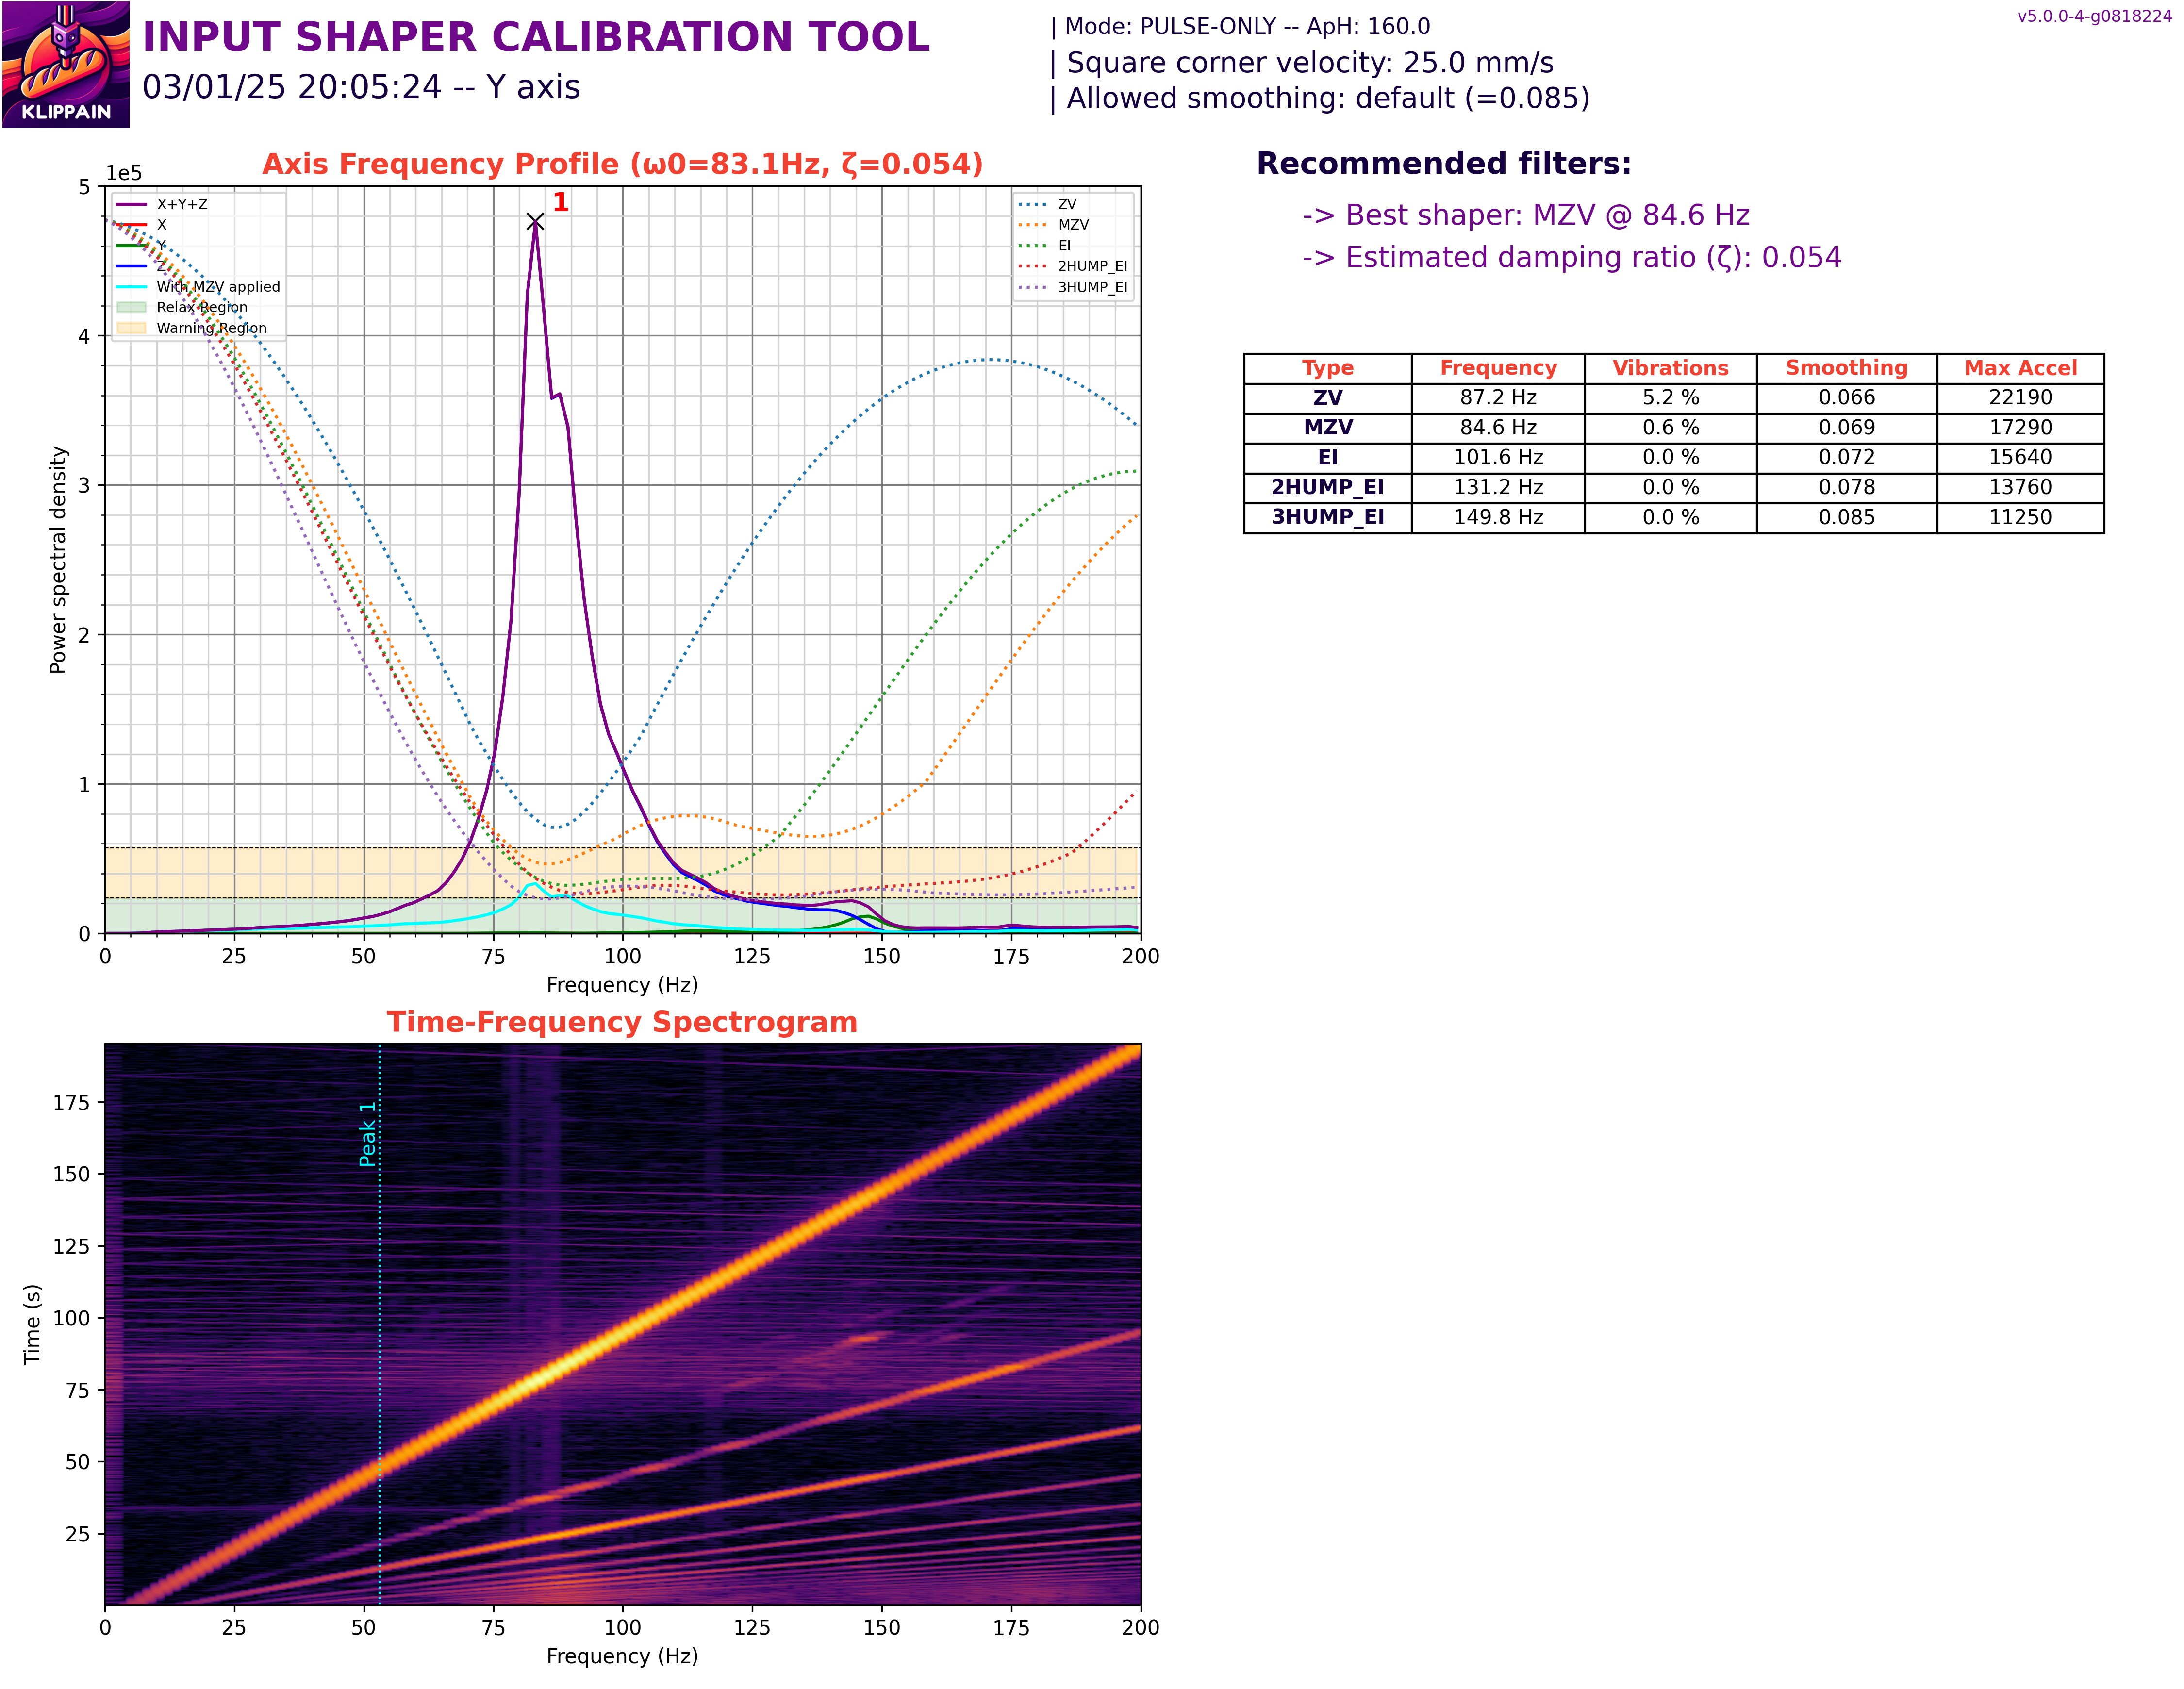 KLIPPAIN
INPUT SHAPER CALIBRATION TOOL
03/01/25 20:05:24 -- Y axis
| Mode: PULSE-ONLY -- ApH: 160.0
| Square corner velocity: 25.0 mm/s
| Allowed smoothing: default (=0.085)
v5.0.0-4-g0818224
Axis Frequency Profile (ω0=83.1Hz, ζ=0.054)
1e5
1
X+Y+Z
X
Y
Z
With MZV applied
Relax Region
Warning Region
ZV
MZV
EI
2HUMP_EI
3HUMP_EI
5
4
3
2
1
0
Power spectral density
0 25 50 75 100 125 150 175 200
Frequency (Hz)
Recommended filters:
-> Best shaper: MZV @ 84.6 Hz
-> Estimated damping ratio (ζ): 0.054
Type Frequency Vibrations Smoothing Max Accel
ZV 87.2 Hz 5.2 % 0.066 22190
MZV 84.6 Hz 0.6 % 0.069 17290
EI 101.6 Hz 0.0 % 0.072 15640
2HUMP_EI 131.2 Hz 0.0 % 0.078 13760
3HUMP_EI 149.8 Hz 0.0 % 0.085 11250
Time-Frequency Spectrogram
Peak 1
175
150
125
100
75
50
25
Time (s)
0 25 50 75 100 125 150 175 200
Frequency (Hz)